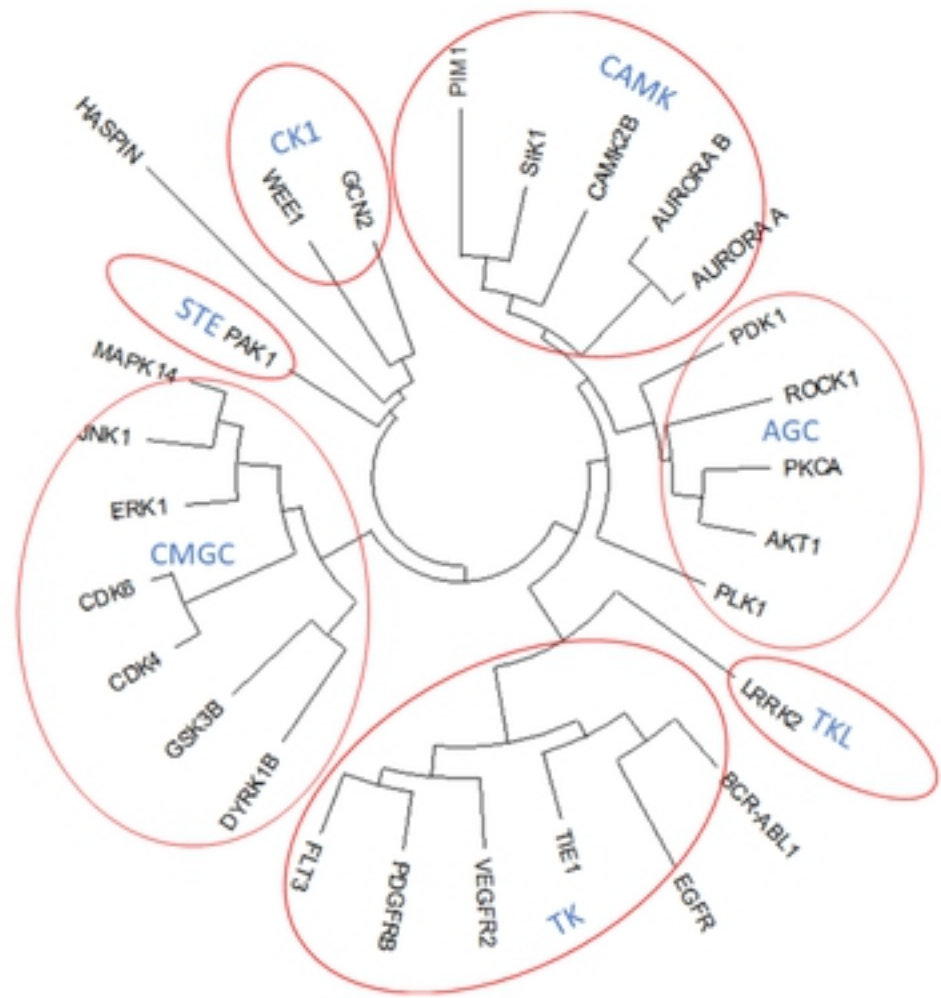 PIM1
CAMK
SIK1
CAMK2B
AURORA B
AURORA A
HASPIN
CK1
WEE1
GCN2
STE
PAK1
PDK1
ROCK1
AGC
PKCA
AKT1
PLK1
MAPK14
JNK1
ERK1
CMGC
CDK6
CDK4
GSK3B
DYRK1B
LRRK2
TKL
FLT3
PDGFRB
VEGFR2
TIE1
TK
EGFR
BCR-ABL1